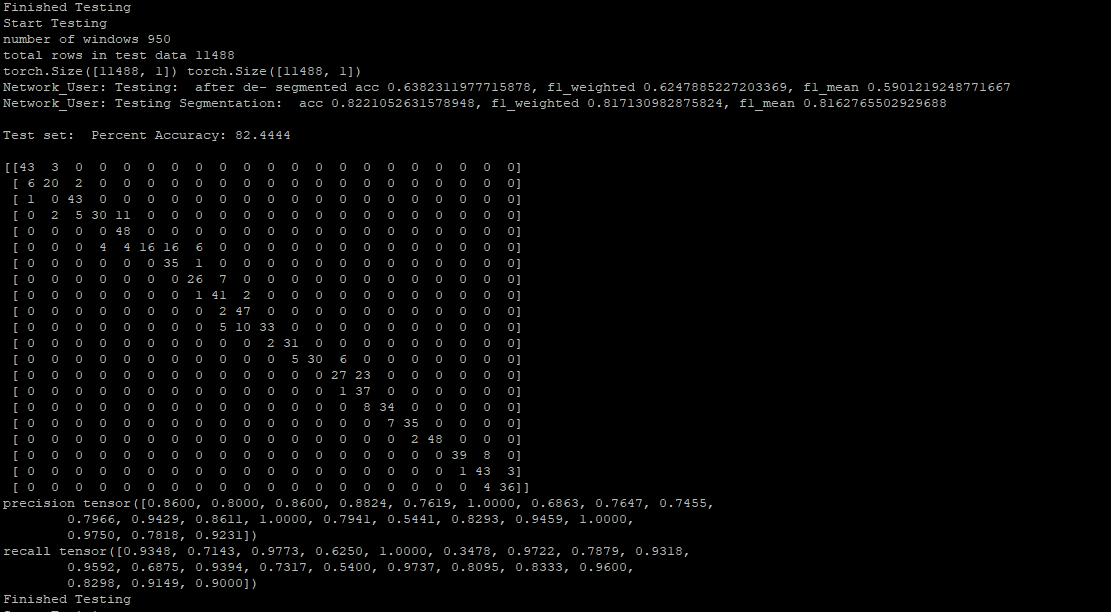 Finished Testing
Start Testing
number of windows 950
total rows in test data 11488
torch.Size([11488, 1]) torch.Size([11488, 1])
Network_User: Testing:  after de- segmented acc 0.6382311977715878, f1_weighted 0.6247885227203369, f1_mean 0.5901219248771667
Network_User: Testing Segmentation:  acc 0.8221052631578948, f1_weighted 0.817130982875824, f1_mean 0.8162765502929688
Test set:  Percent Accuracy: 82.4444
[[43  3  0  0  0  0  0  0  0  0  0  0  0  0  0  0  0  0  0  0  0]
 [ 6 20  2  0  0  0  0  0  0  0  0  0  0  0  0  0  0  0  0  0  0]
 [ 1  0 43  0  0  0  0  0  0  0  0  0  0  0  0  0  0  0  0  0  0]
 [ 0  2  5 30 11  0  0  0  0  0  0  0  0  0  0  0  0  0  0  0  0]
 [ 0  0  0  0 48  0  0  0  0  0  0  0  0  0  0  0  0  0  0  0  0]
 [ 0  0  0  4  4 16 16  6  0  0  0  0  0  0  0  0  0  0  0  0  0]
 [ 0  0  0  0  0  0 35  1  0  0  0  0  0  0  0  0  0  0  0  0  0]
 [ 0  0  0  0  0  0  0 26  7  0  0  0  0  0  0  0  0  0  0  0  0]
 [ 0  0  0  0  0  0  0  1 41  2  0  0  0  0  0  0  0  0  0  0  0]
 [ 0  0  0  0  0  0  0  0  2 47  0  0  0  0  0  0  0  0  0  0  0]
 [ 0  0  0  0  0  0  0  0  5 10 33  0  0  0  0  0  0  0  0  0  0]
 [ 0  0  0  0  0  0  0  0  0  0  2 31  0  0  0  0  0  0  0  0  0]
 [ 0  0  0  0  0  0  0  0  0  0  0  5 30  6  0  0  0  0  0  0  0]
 [ 0  0  0  0  0  0  0  0  0  0  0  0  0 27 23  0  0  0  0  0  0]
 [ 0  0  0  0  0  0  0  0  0  0  0  0  0  1 37  0  0  0  0  0  0]
 [ 0  0  0  0  0  0  0  0  0  0  0  0  0  0  8 34  0  0  0  0  0]
 [ 0  0  0  0  0  0  0  0  0  0  0  0  0  0  0  7 35  0  0  0  0]
 [ 0  0  0  0  0  0  0  0  0  0  0  0  0  0  0  0  2 48  0  0  0]
 [ 0  0  0  0  0  0  0  0  0  0  0  0  0  0  0  0  0  0 39  8  0]
 [ 0  0  0  0  0  0  0  0  0  0  0  0  0  0  0  0  0  0  1 43  3]
 [ 0  0  0  0  0  0  0  0  0  0  0  0  0  0  0  0  0  0  0  4 36]]
precision tensor([0.8600, 0.8000, 0.8600, 0.8824, 0.7619, 1.0000, 0.6863, 0.7647, 0.7455,
        0.7966, 0.9429, 0.8611, 1.0000, 0.7941, 0.5441, 0.8293, 0.9459, 1.0000,
        0.9750, 0.7818, 0.9231])
recall tensor([0.9348, 0.7143, 0.9773, 0.6250, 1.0000, 0.3478, 0.9722, 0.7879, 0.9318,
        0.9592, 0.6875, 0.9394, 0.7317, 0.5400, 0.9737, 0.8095, 0.8333, 0.9600,
        0.8298, 0.9149, 0.9000])
Finished Testing